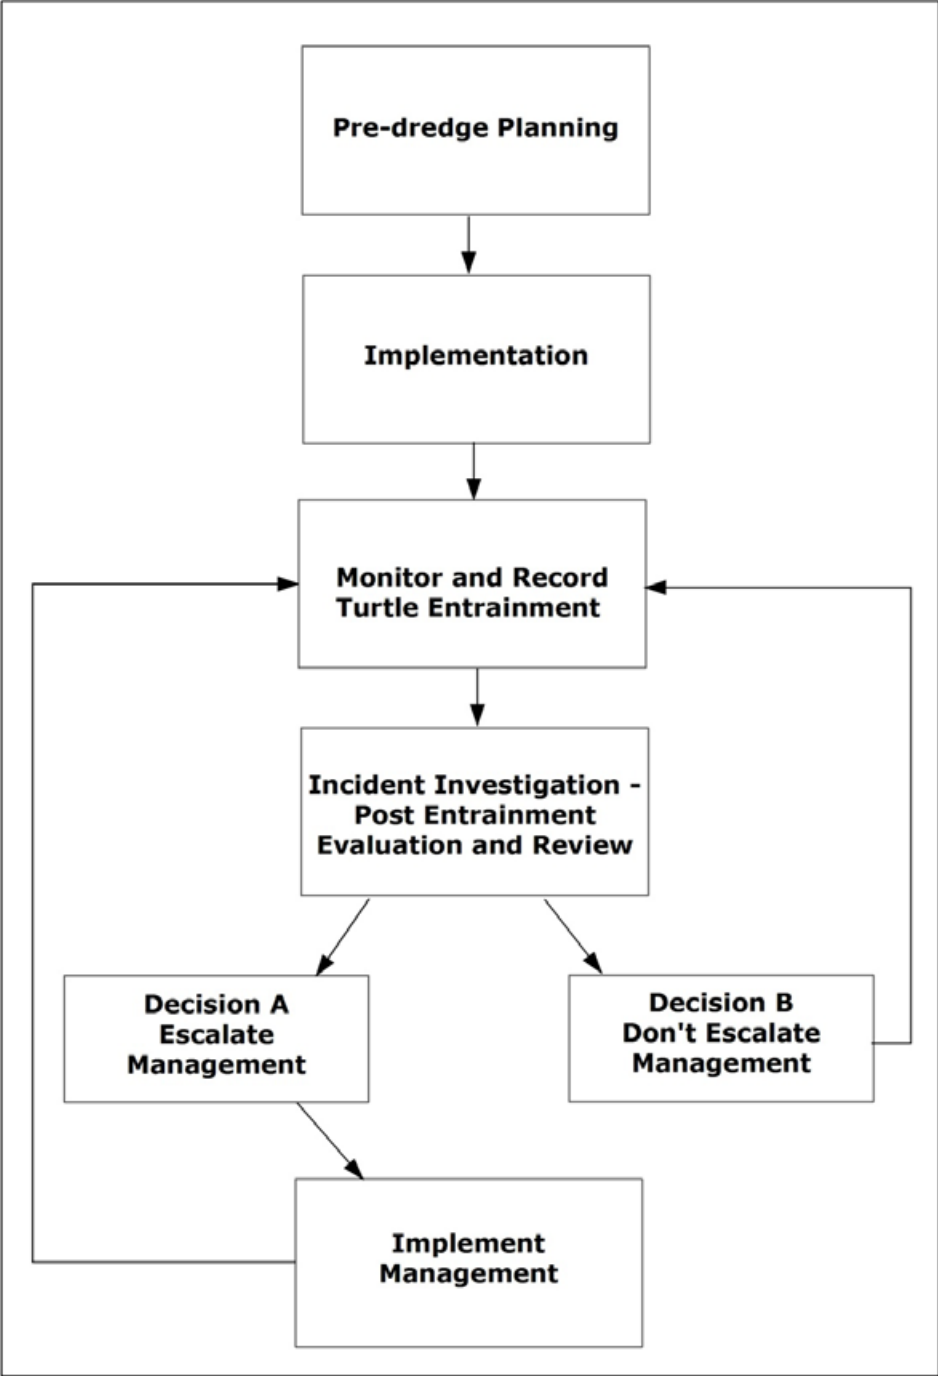 Pre-dredge Planning
Implementation
Monitor and Record
Turtle Entrainment
Incident Investigation -
Post Entrainment
Evaluation and Review
Decision A
Escalate
Management
Decision B
Don't Escalate
Management
Implement
Management